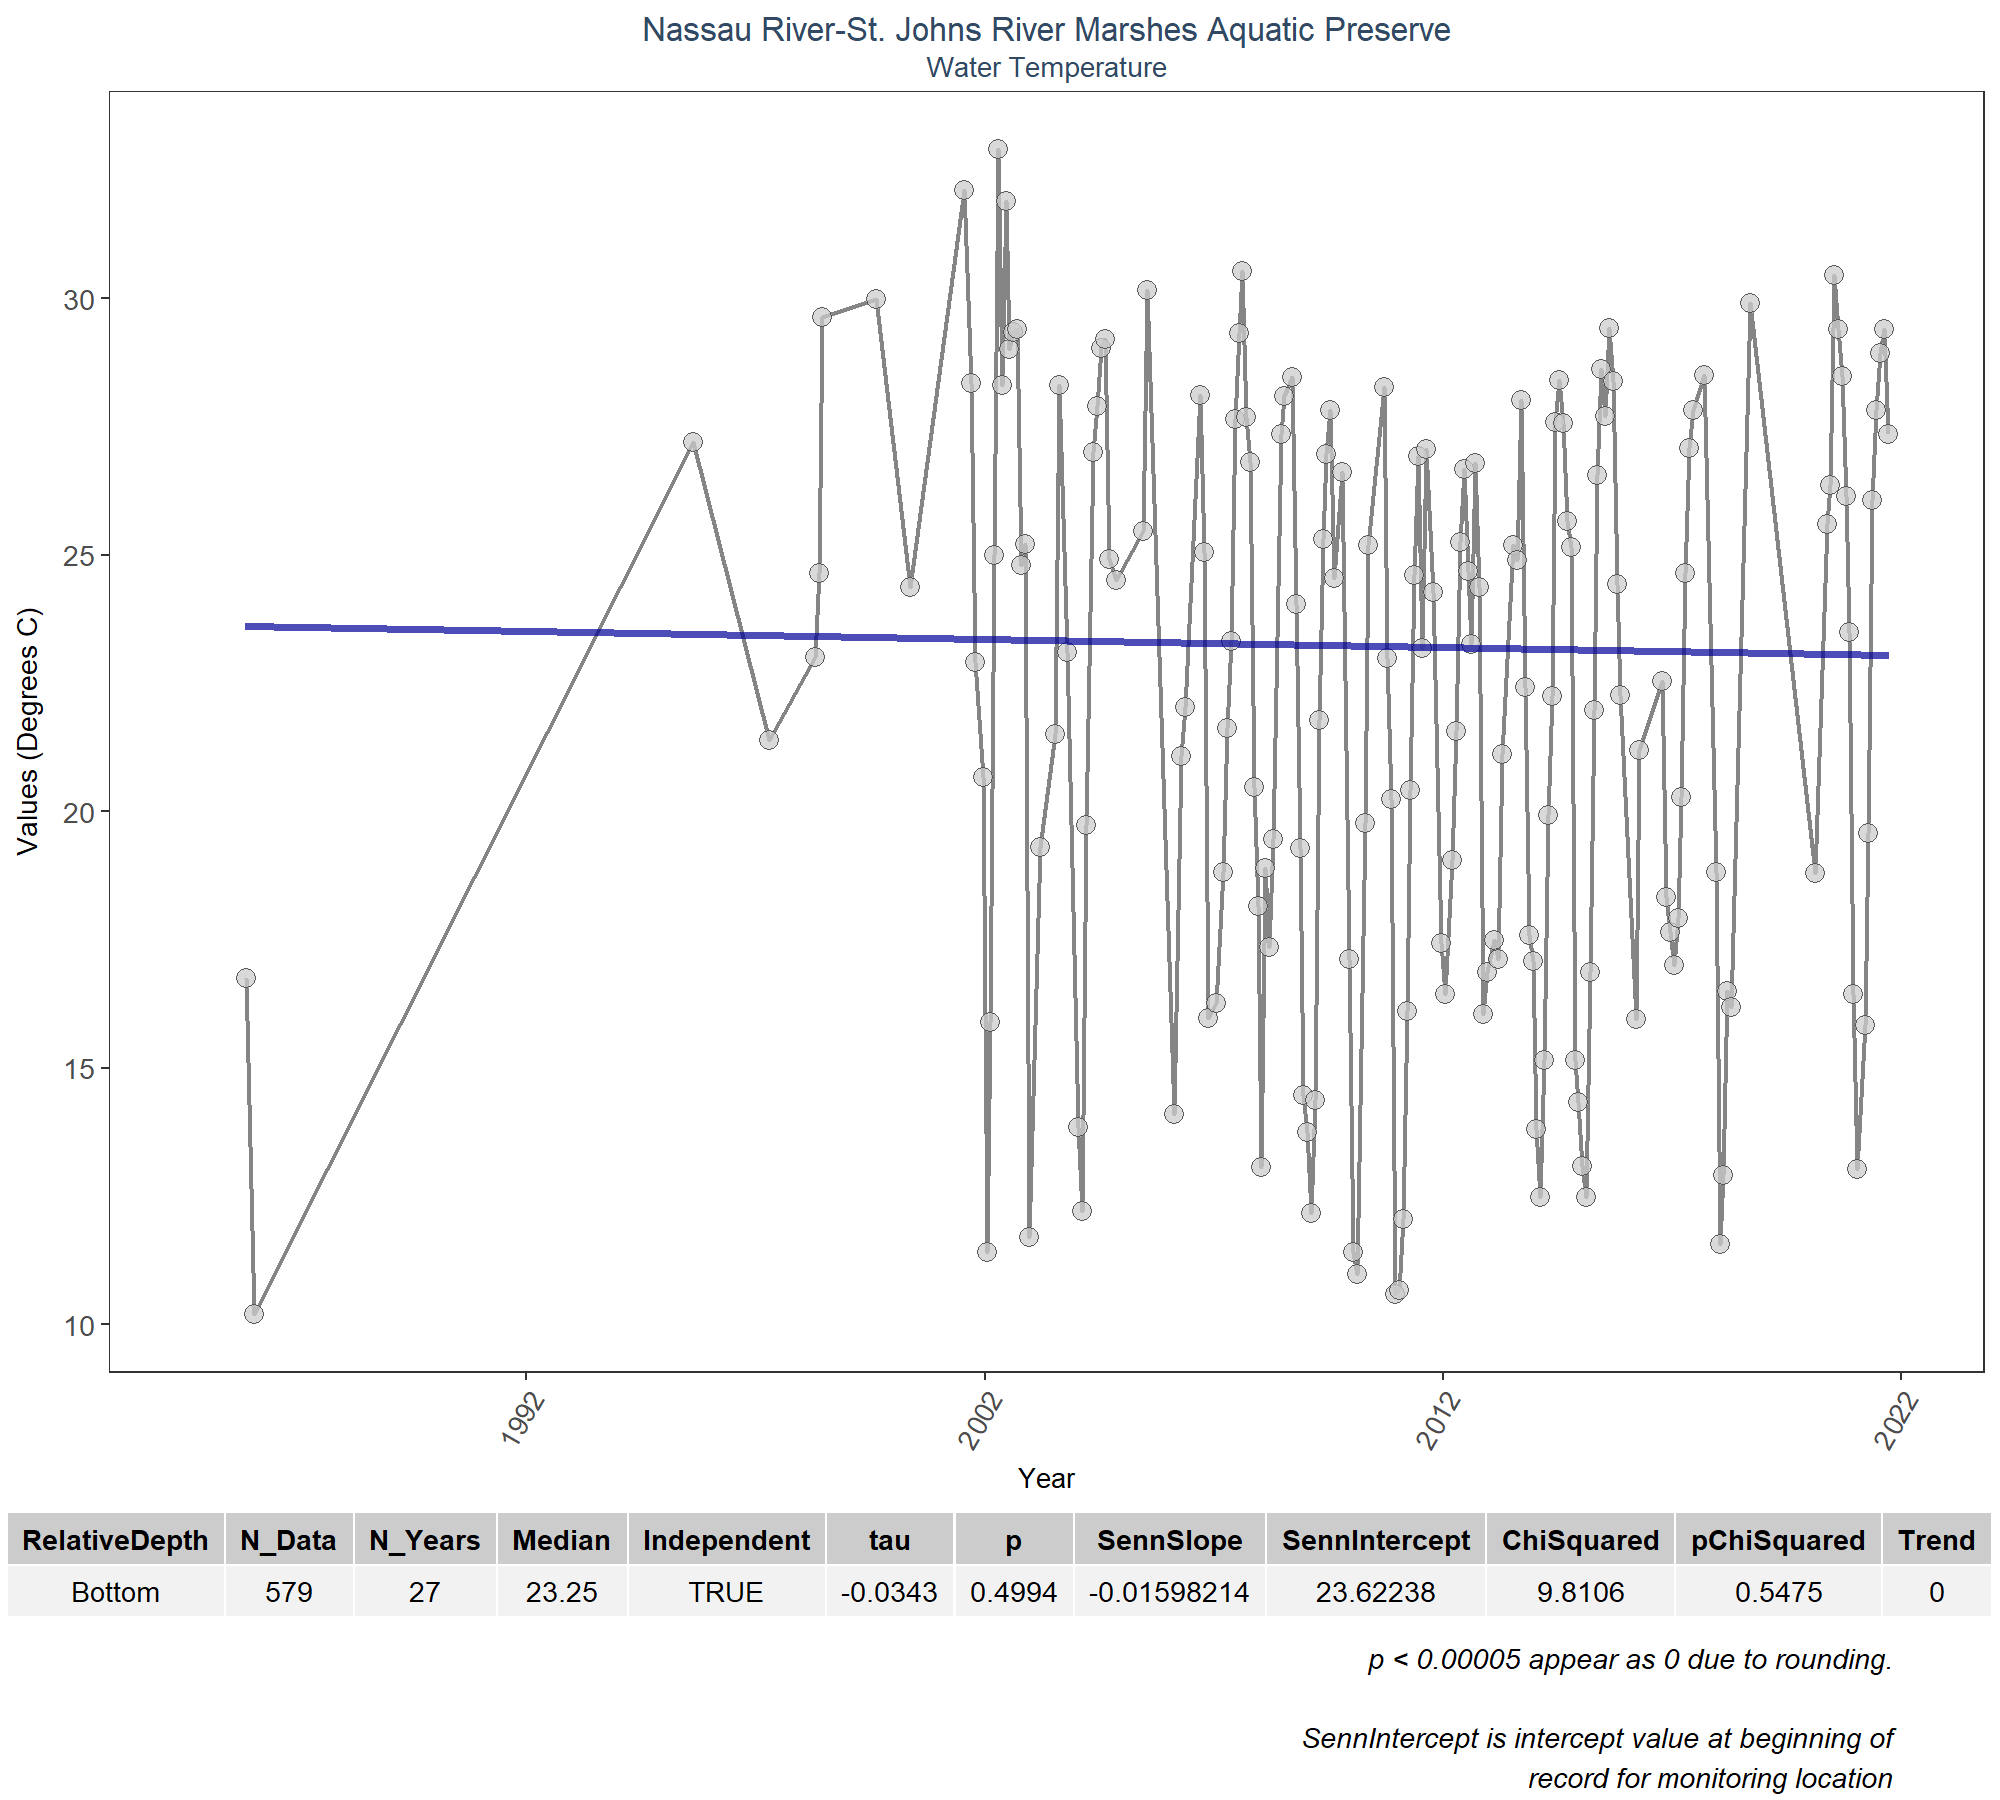 Nassau River-St. Johns River Marshes Aquatic Preserve
Water Temperature
Values (Degrees C)
30
25
20
15
10
1992
2002
2012
2022
Year
RelativeDepth N_Data N_Years Median Independent tau p SennSlope SennIntercept ChiSquared pChiSquared Trend
Bottom 579 27 23.25 TRUE -0.0343 0.4994 -0.01598214 23.62238 9.8106 0.5475 0
p < 0.00005 appear as 0 due to rounding.
SennIntercept is intercept value at beginning of
record for monitoring location